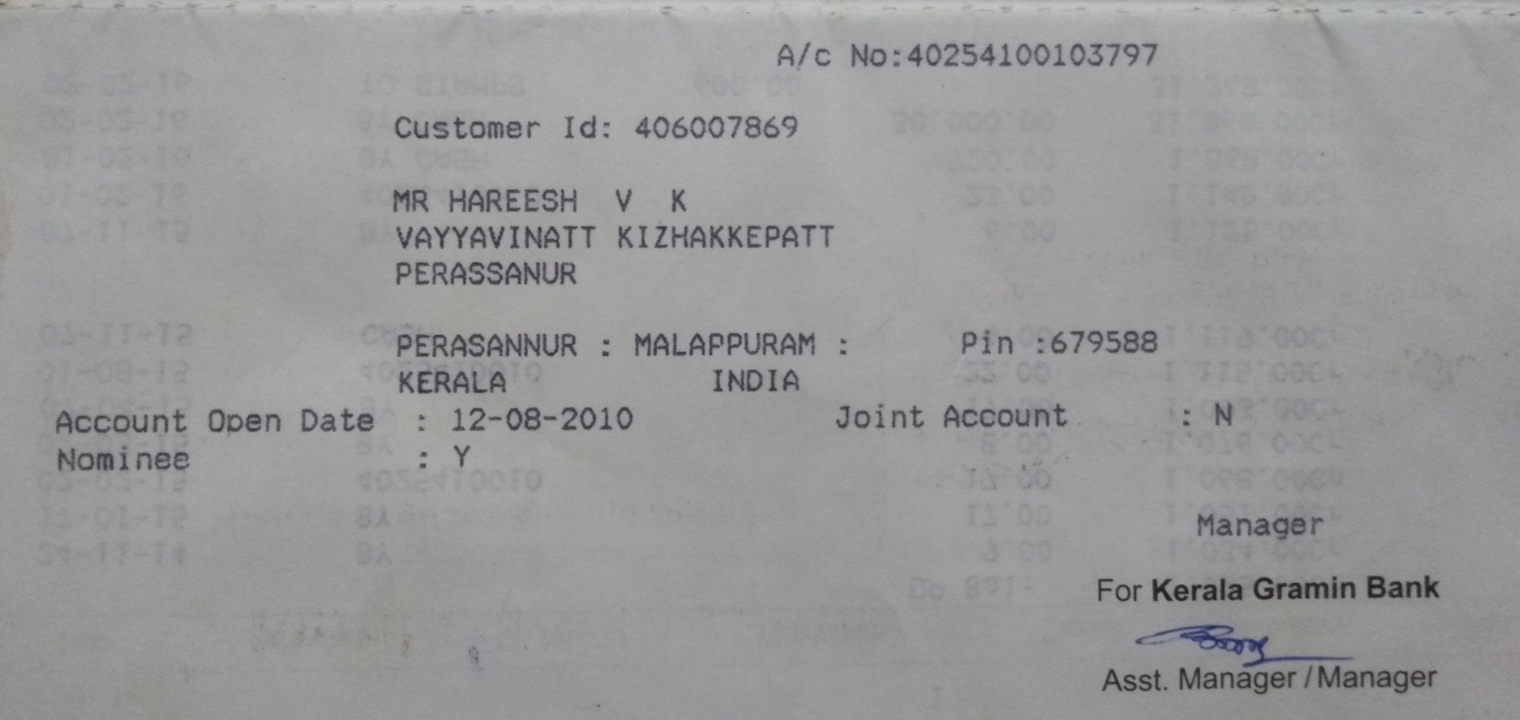 A/c No:40254100103797
Customer Id: 406007869
MR HAREESH V K
VAYYAVINATT KIZHAKKEPATT
PERASSANUR
PERASANNUR : MALAPPURAM : Pin :679588
KERALA INDIA
Account Open Date : 12-08-2010 Joint Account : N
Nominee : Y
Manager
For Kerala Gramin Bank
Asst. Manager / Manager